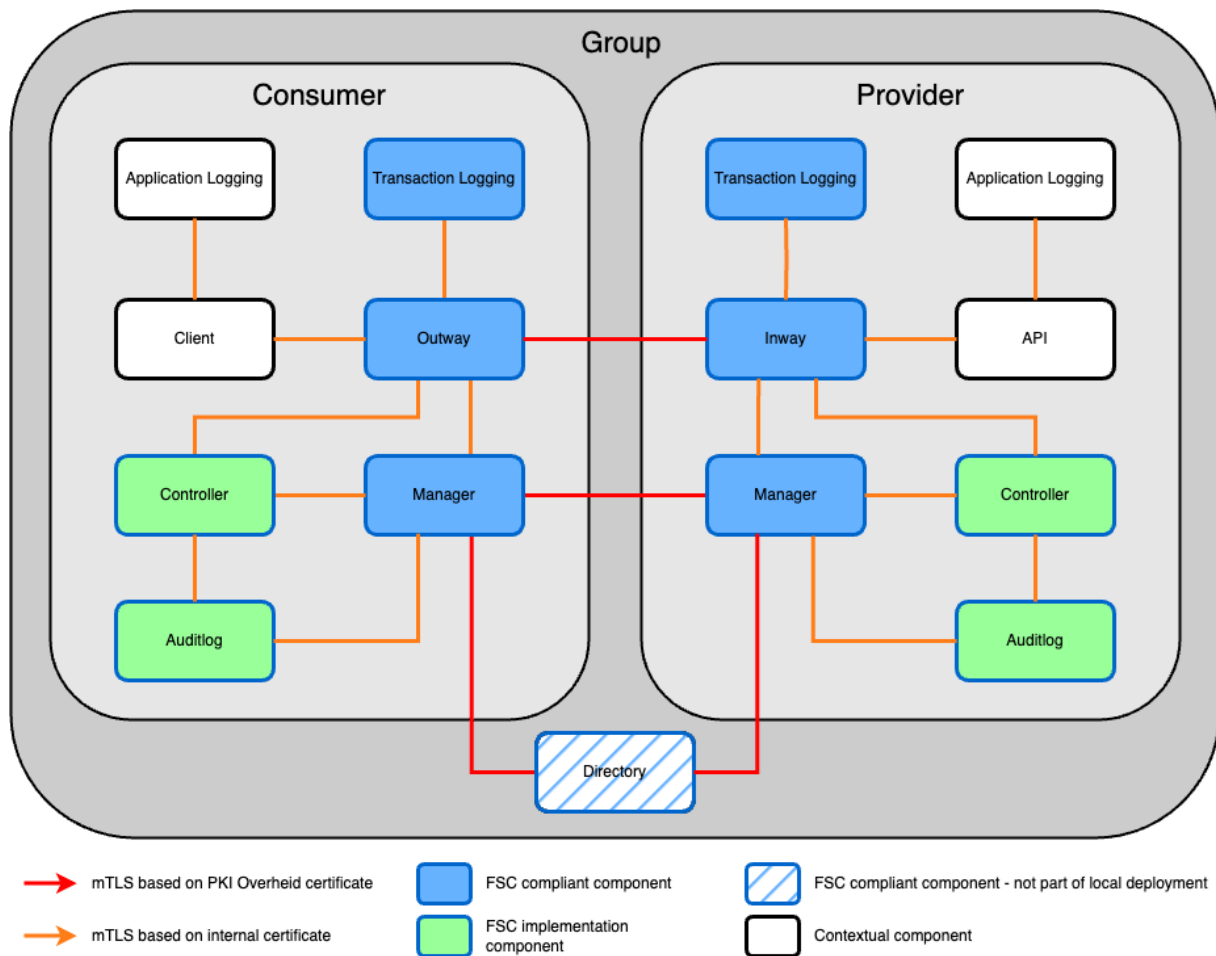 Group
Consumer
Provider
Application Logging
Transaction Logging
Transaction Logging
Application Logging
Client
Outway
Inway
API
Controller
Manager
Manager
Controller
Auditlog
Auditlog
Directory
mTLS based on PKI Overheid certificate
FSC compliant component
FSC compliant component - not part of local deployment
mTLS based on internal certificate
FSC implementation
component
Contextual component